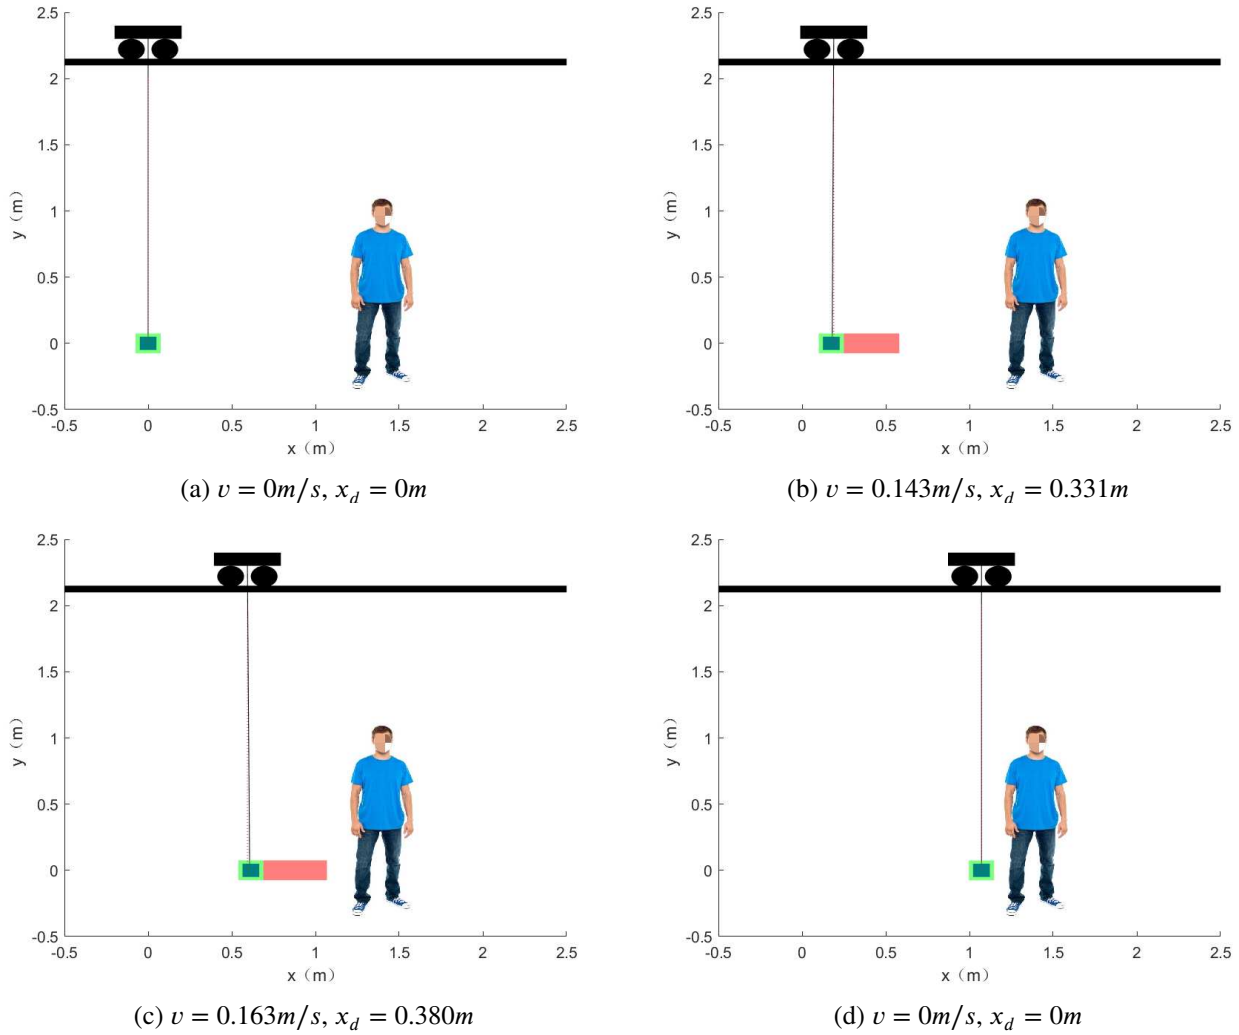 2.5
2
1.5
1
0.5
0
-0.5
y（m）
-0.5 0 0.5 1 1.5 2 2.5
x（m）
(a) v = 0m/s, x_d = 0m
2.5
2
1.5
1
0.5
0
-0.5
y（m）
-0.5 0 0.5 1 1.5 2 2.5
x（m）
(b) v = 0.143m/s, x_d = 0.331m
2.5
2
1.5
1
0.5
0
-0.5
y（m）
-0.5 0 0.5 1 1.5 2 2.5
x（m）
(c) v = 0.163m/s, x_d = 0.380m
2.5
2
1.5
1
0.5
0
-0.5
y（m）
-0.5 0 0.5 1 1.5 2 2.5
x（m）
(d) v = 0m/s, x_d = 0m